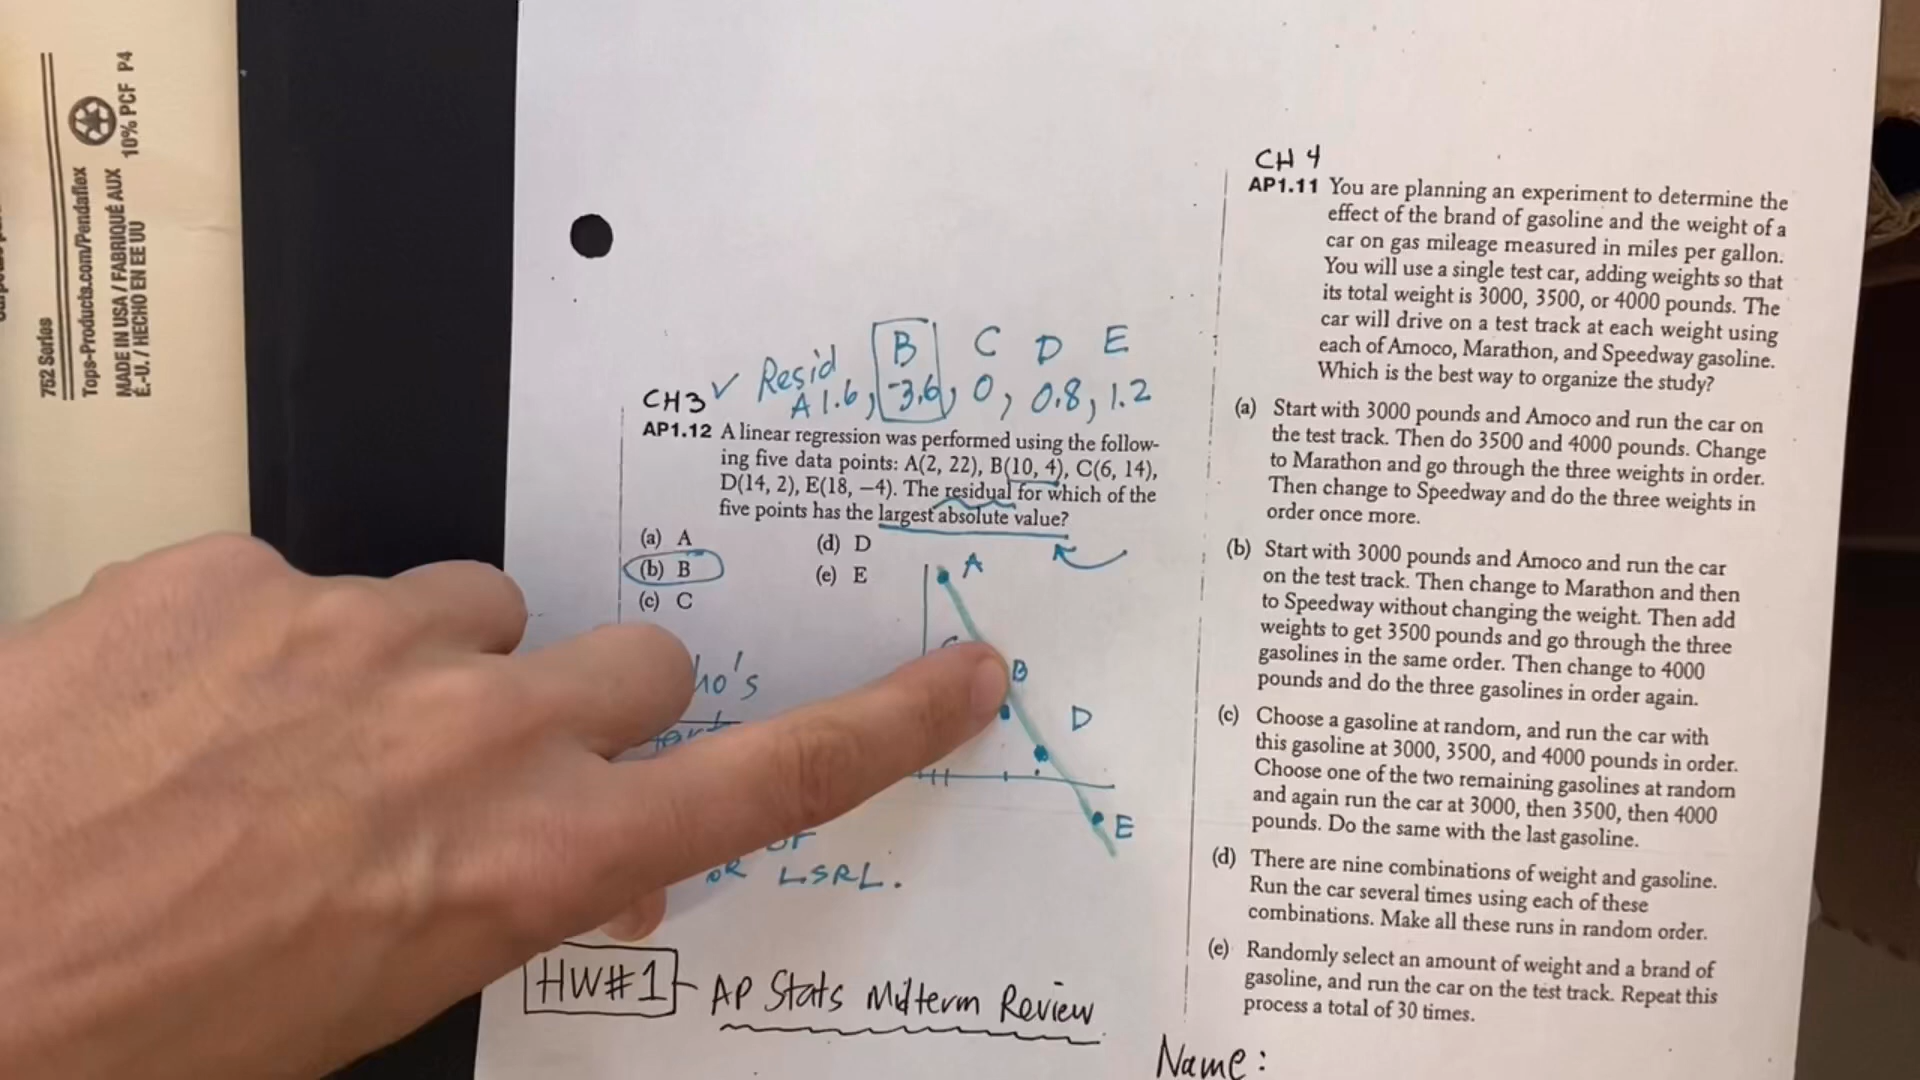 752 Series
Tops-Products.com/Pendaflex
MADE IN USA / FABRIQUÉ AUX
É.-U. / HECHO EN EE UU
10% PCF P4
CH3 ✓ Resid
B C D E
A 1.6, -3.6, 0, 0.8, 1.2
AP1.12 A linear regression was performed using the follow-
ing five data points: A(2, 22), B(10, 4), C(6, 14),
D(14, 2), E(18, −4). The residual for which of the
five points has the largest absolute value?
(a) A
(b) B
(c) C
(d) D
(e) E
A
B
D
E
LSRL.
HW#1 - AP Stats Midterm Review
CH 4
AP1.11 You are planning an experiment to determine the
effect of the brand of gasoline and the weight of a
car on gas mileage measured in miles per gallon.
You will use a single test car, adding weights so that
its total weight is 3000, 3500, or 4000 pounds. The
car will drive on a test track at each weight using
each of Amoco, Marathon, and Speedway gasoline.
Which is the best way to organize the study?
(a) Start with 3000 pounds and Amoco and run the car on
the test track. Then do 3500 and 4000 pounds. Change
to Marathon and go through the three weights in order.
Then change to Speedway and do the three weights in
order once more.
(b) Start with 3000 pounds and Amoco and run the car
on the test track. Then change to Marathon and then
to Speedway without changing the weight. Then add
weights to get 3500 pounds and go through the three
gasolines in the same order. Then change to 4000
pounds and do the three gasolines in order again.
(c) Choose a gasoline at random, and run the car with
this gasoline at 3000, 3500, and 4000 pounds in order.
Choose one of the two remaining gasolines at random
and again run the car at 3000, then 3500, then 4000
pounds. Do the same with the last gasoline.
(d) There are nine combinations of weight and gasoline.
Run the car several times using each of these
combinations. Make all these runs in random order.
(e) Randomly select an amount of weight and a brand of
gasoline, and run the car on the test track. Repeat this
process a total of 30 times.
Name: